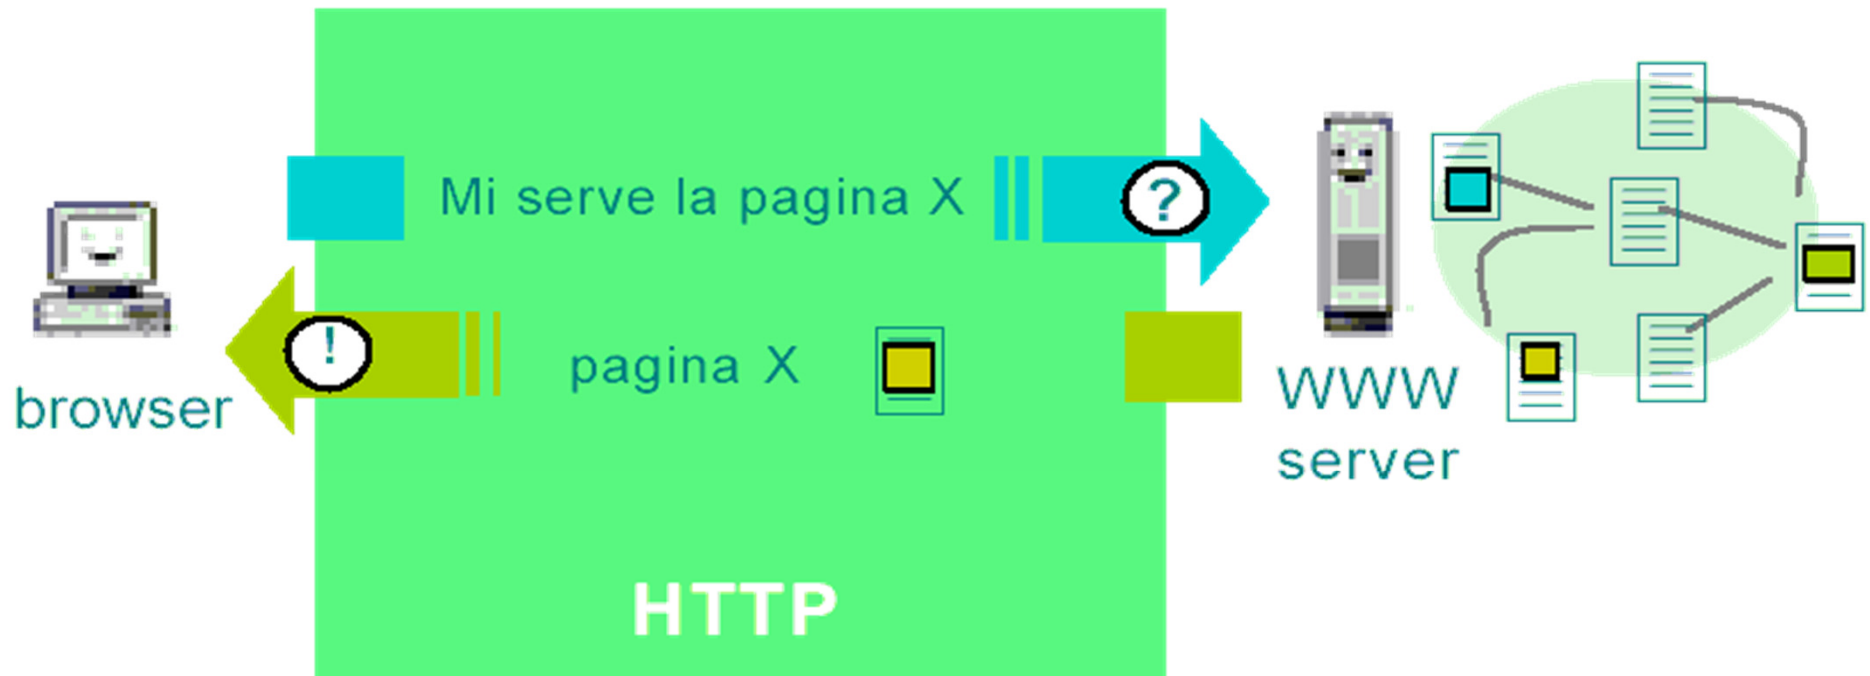 Mi serve la pagina X
?
!
pagina X
browser
WWW
server
HTTP